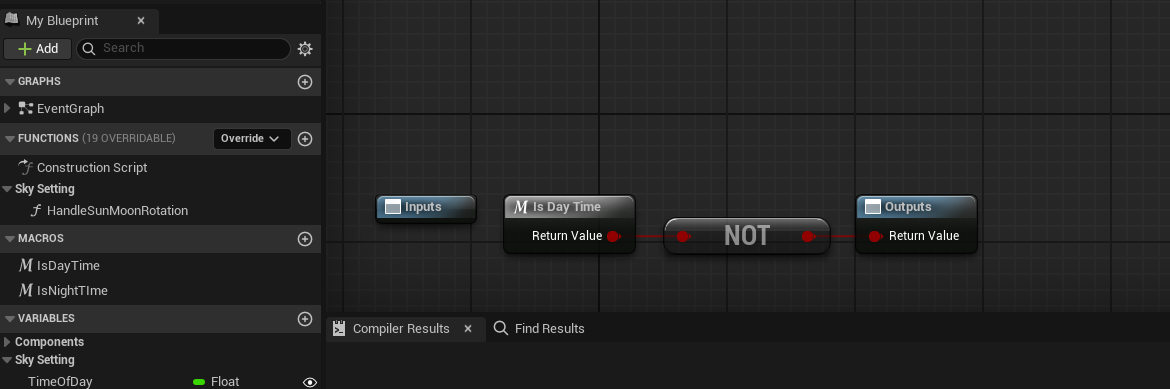 My Blueprint ×
+ Add Search
GRAPHS
EventGraph
FUNCTIONS (19 OVERRIDABLE) Override
Construction Script
Sky Setting
HandleSunMoonRotation
MACROS
IsDayTime
IsNightTIme
VARIABLES
Components
Sky Setting
TimeOfDay Float
Inputs
Is Day Time
Return Value
NOT
Outputs
Return Value
Compiler Results × Find Results